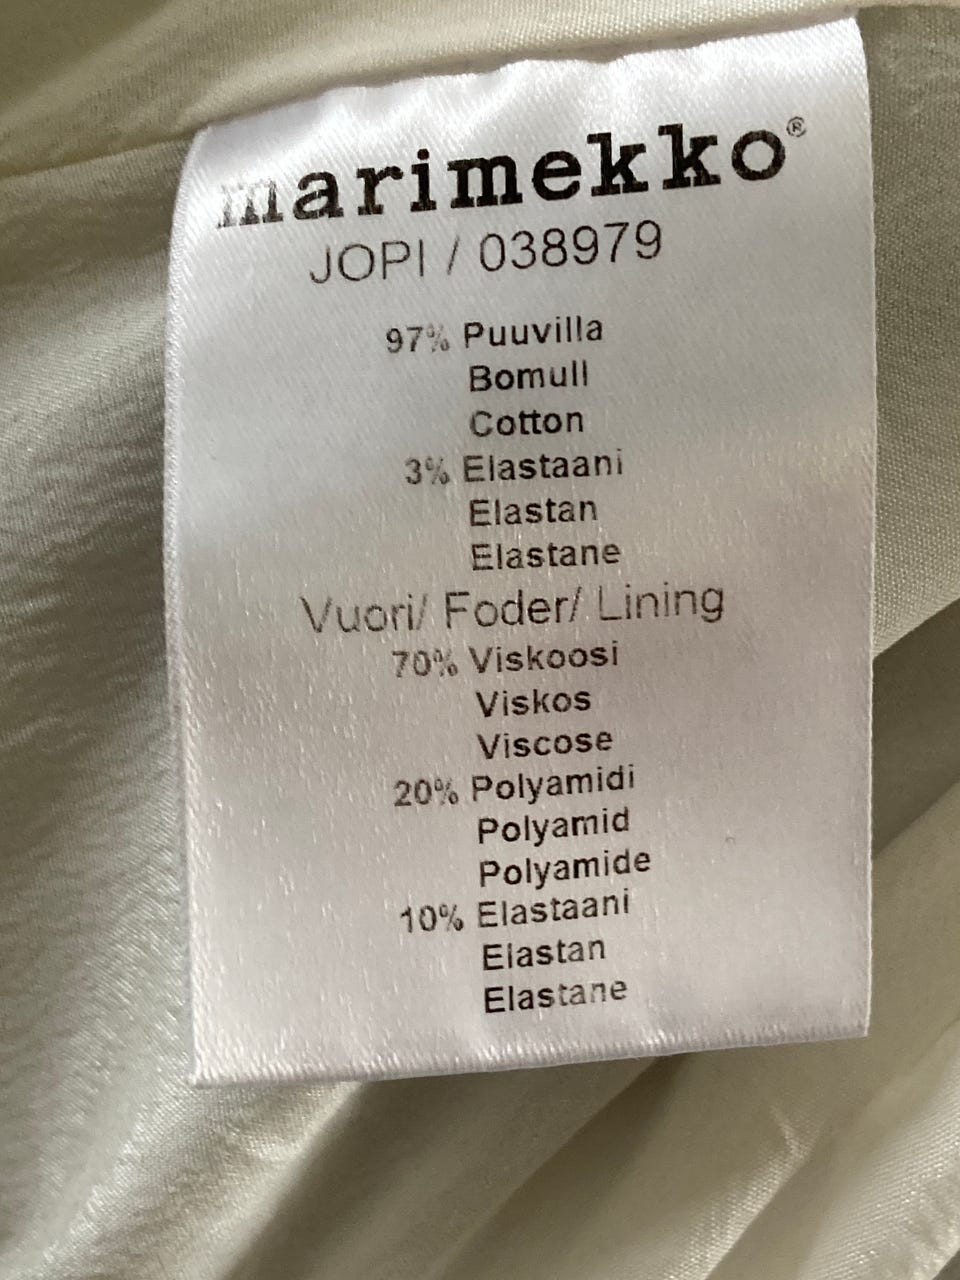 marimekko®
JOPI / 038979
97% Puuvilla
Bomull
Cotton
3% Elastaani
Elastan
Elastane
Vuori/ Foder/ Lining
70% Viskoosi
Viskos
Viscose
20% Polyamidi
Polyamid
Polyamide
10% Elastaani
Elastan
Elastane